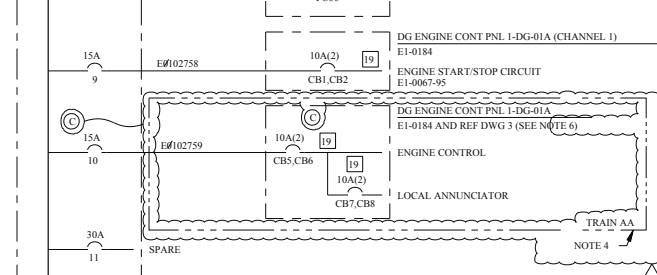 DG ENGINE CONT PNL 1-DG-01A (CHANNEL 1)
E1-0184
15A
9
EØ102758
10A(2)
19
CB1,CB2
ENGINE START/STOP CIRCUIT
E1-0067-95
DG ENGINE CONT PNL 1-DG-01A
E1-0184 AND REF DWG 3 (SEE NOTE 6)
C
C
15A
10
EØ102759
10A(2)
19
CB5,CB6
ENGINE CONTROL
19
10A(2)
CB7,CB8
LOCAL ANNUNCIATOR
TRAIN AA
NOTE 4
30A
11
SPARE